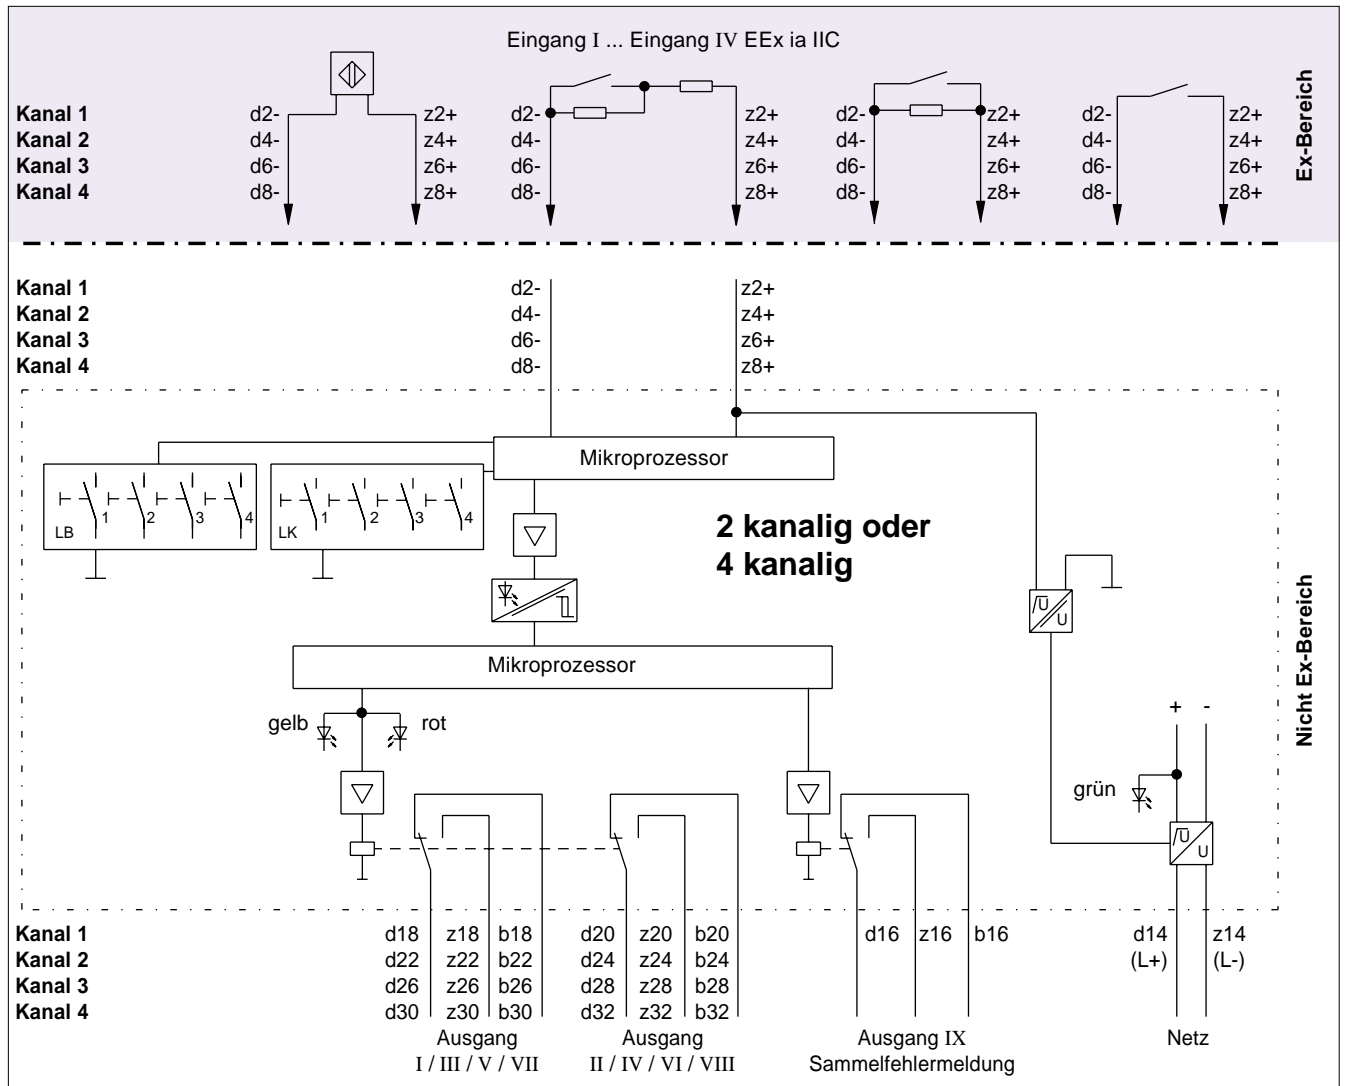 Eingang I ... Eingang IV EEx ia IIC
Ex-Bereich
Kanal 1 d2- z2+ d2- z2+ d2- z2+ d2- z2+
Kanal 2 d4- z4+ d4- z4+ d4- z4+ d4- z4+
Kanal 3 d6- z6+ d6- z6+ d6- z6+ d6- z6+
Kanal 4 d8- z8+ d8- z8+ d8- z8+ d8- z8+
Kanal 1 d2- z2+
Kanal 2 d4- z4+
Kanal 3 d6- z6+
Kanal 4 d8- z8+
Mikroprozessor
1 2 3 4
LB
1 2 3 4
LK
2 kanalig oder
4 kanalig
U
U
Nicht Ex-Bereich
Mikroprozessor
gelb rot
+ -
grün
U
U
Kanal 1 d18 z18 b18 d20 z20 b20 d16 z16 b16 d14 z14
Kanal 2 d22 z22 b22 d24 z24 b24 (L+) (L-)
Kanal 3 d26 z26 b26 d28 z28 b28
Kanal 4 d30 z30 b30 d32 z32 b32
Ausgang Ausgang Ausgang IX Netz
I / III / V / VII II / IV / VI / VIII Sammelfehlermeldung